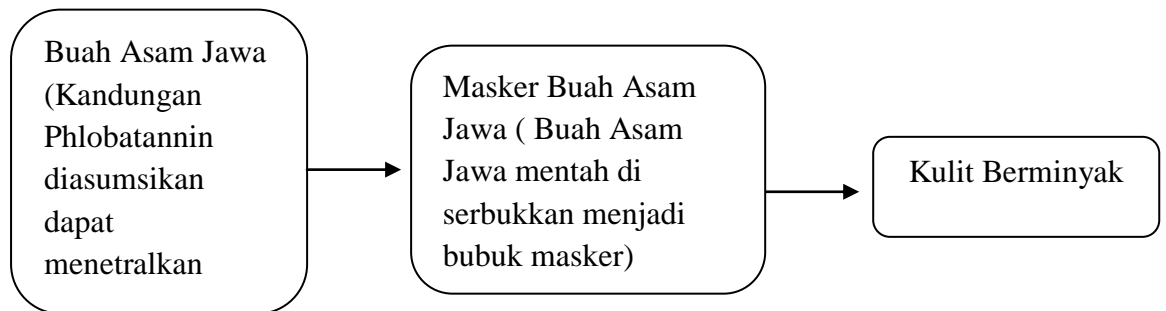 Buah Asam Jawa
(Kandungan
Phlobatannin
diasumsikan
dapat
menetralkan
Masker Buah Asam
Jawa ( Buah Asam
Jawa mentah di
serbukkan menjadi
bubuk masker)
Kulit Berminyak